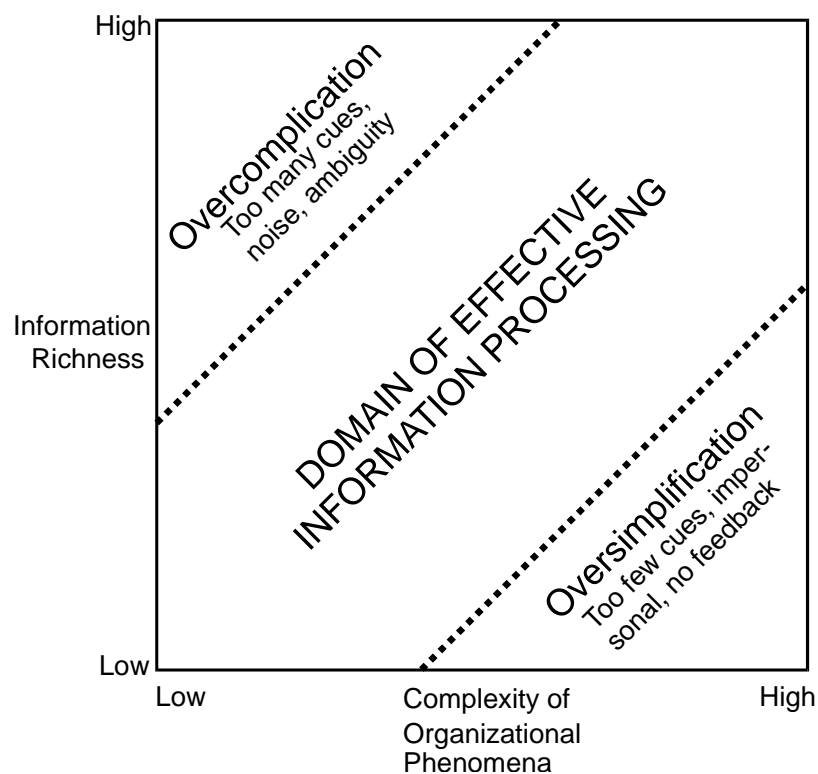 High
Overcomplication
Too many cues,
noise, ambiguity
DOMAIN OF EFFECTIVE
INFORMATION PROCESSING
Information
Richness
Oversimplification
Too few cues, imper-
sonal, no feedback
Low
Low
Complexity of
Organizational
Phenomena
High